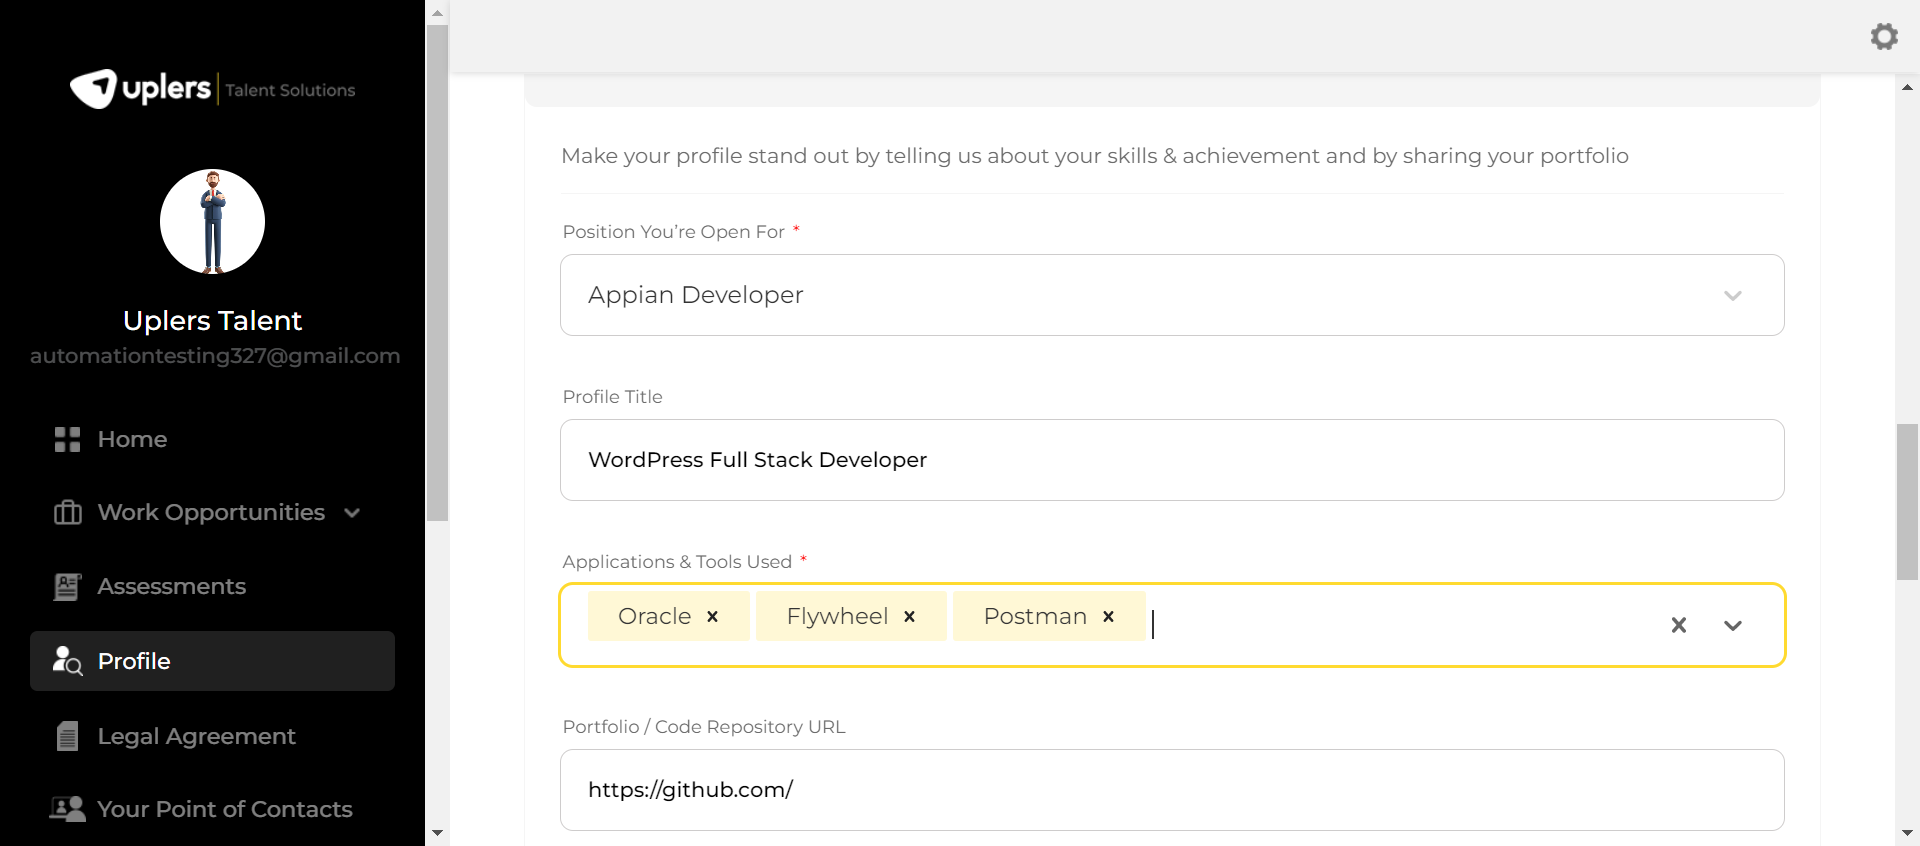 uplers | Talent Solutions
Uplers Talent
automationtesting327@gmail.com
Home
Work Opportunities
Assessments
Profile
Legal Agreement
Your Point of Contacts
Make your profile stand out by telling us about your skills & achievement and by sharing your portfolio
Position You’re Open For *
Appian Developer
Profile Title
WordPress Full Stack Developer
Applications & Tools Used *
Oracle × Flywheel × Postman ×
Portfolio / Code Repository URL
https://github.com/